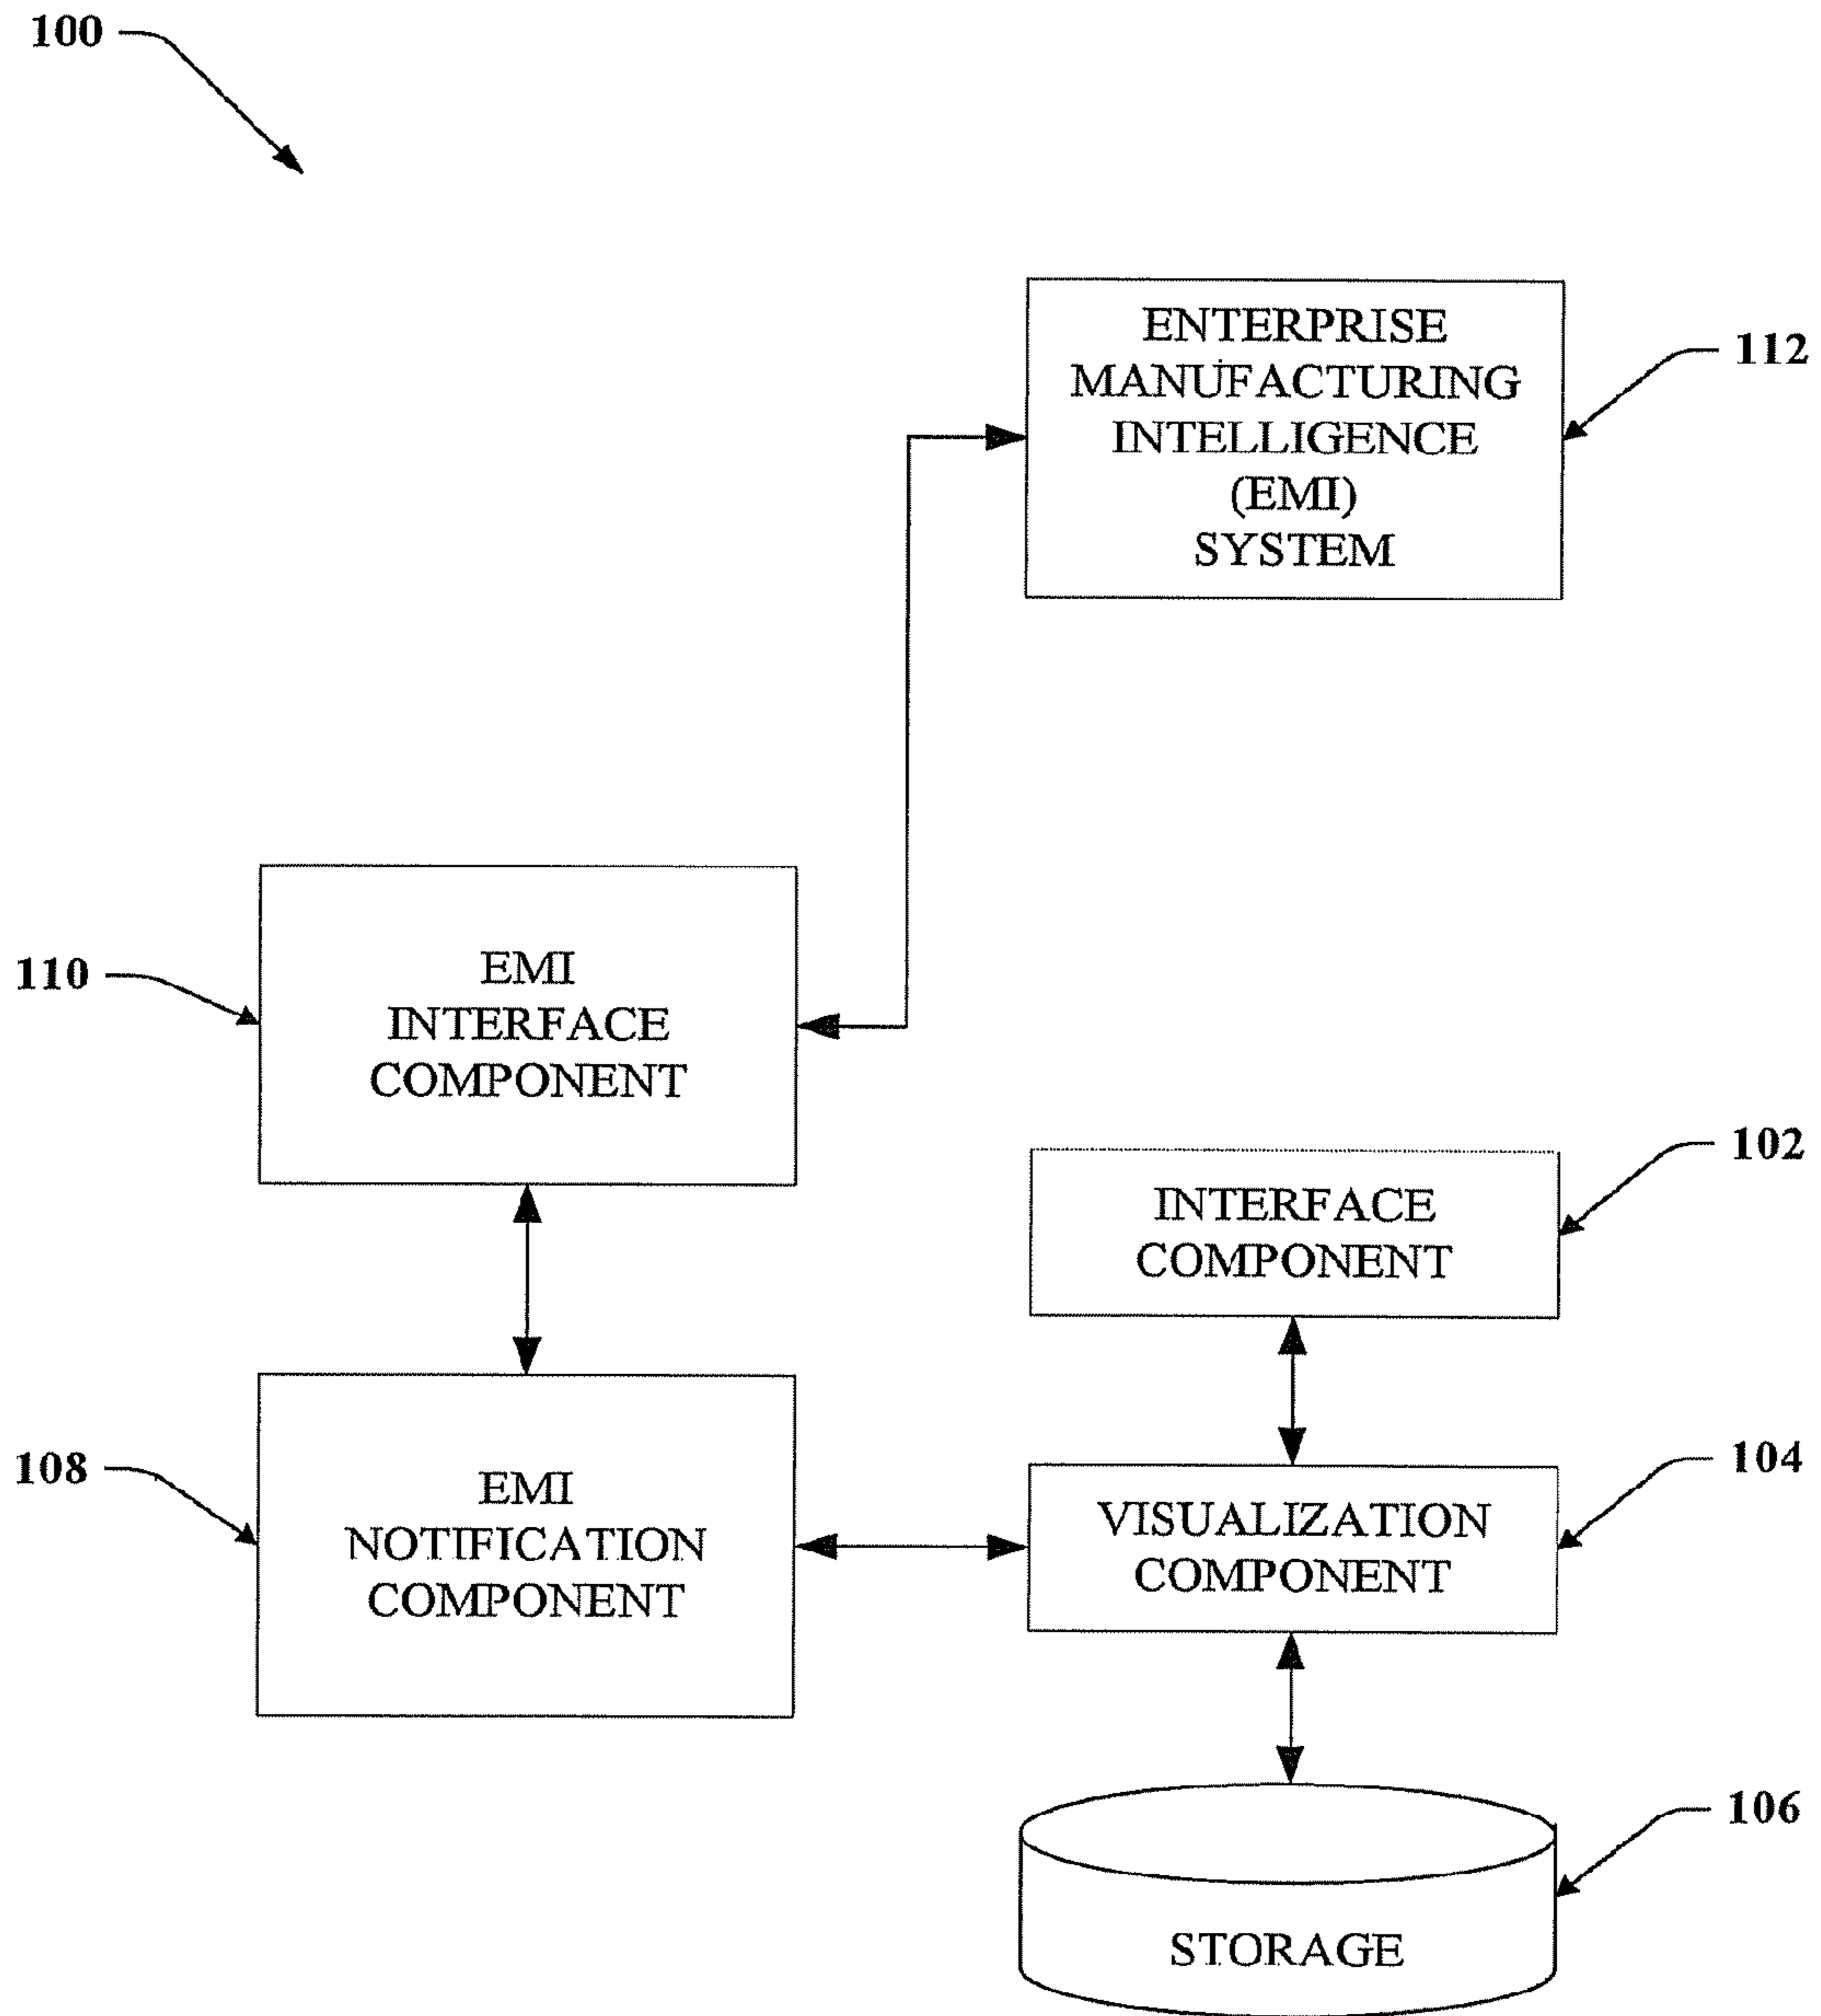 100
ENTERPRISE
MANUFACTURING
INTELLIGENCE
(EMI)
SYSTEM
112
EMI
INTERFACE
COMPONENT
110
INTERFACE
COMPONENT
102
EMI
NOTIFICATION
COMPONENT
108
VISUALIZATION
COMPONENT
104
STORAGE
106